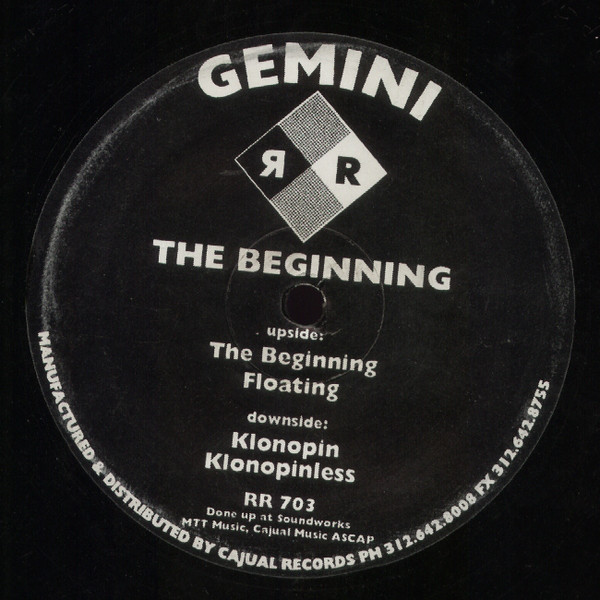 GEMINI
Я R
THE BEGINNING
upside:
The Beginning
Floating
downside:
Klonopin
Klonopinless
RR 703
Done up at Soundworks
MTT Music, Cajual Music ASCAP
MANUFACTURED & DISTRIBUTED BY CAJUAL RECORDS PH 312.642.8008 FX 312.642.8755